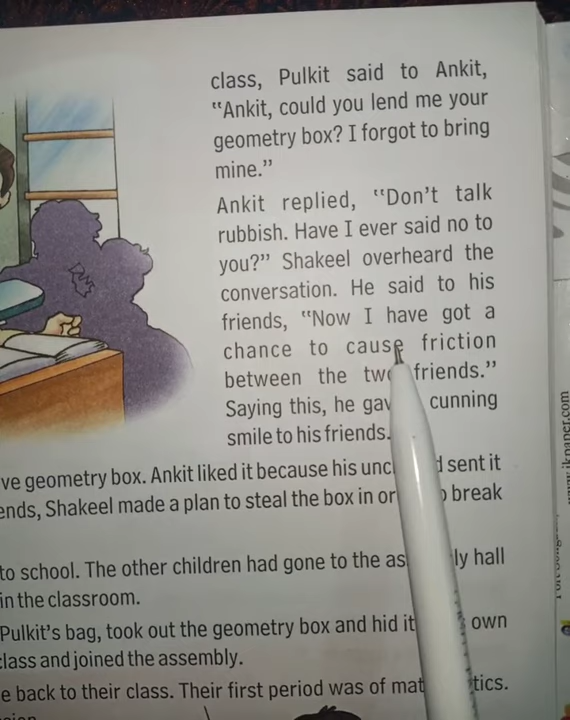 class, Pulkit said to Ankit,
“Ankit, could you lend me your
geometry box? I forgot to bring
mine.”
Ankit replied, “Don’t talk
rubbish. Have I ever said no to
you?” Shakeel overheard the
conversation. He said to his
friends, “Now I have got a
chance to cause friction
between the two friends.”
Saying this, he gav cunning
smile to his friends.
ve geometry box. Ankit liked it because his unc d sent it
ends, Shakeel made a plan to steal the box in or break
to school. The other children had gone to the as ly hall
in the classroom.
Pulkit’s bag, took out the geometry box and hid it own
class and joined the assembly.
e back to their class. Their first period was of mat tics.
www.jkpaper.com